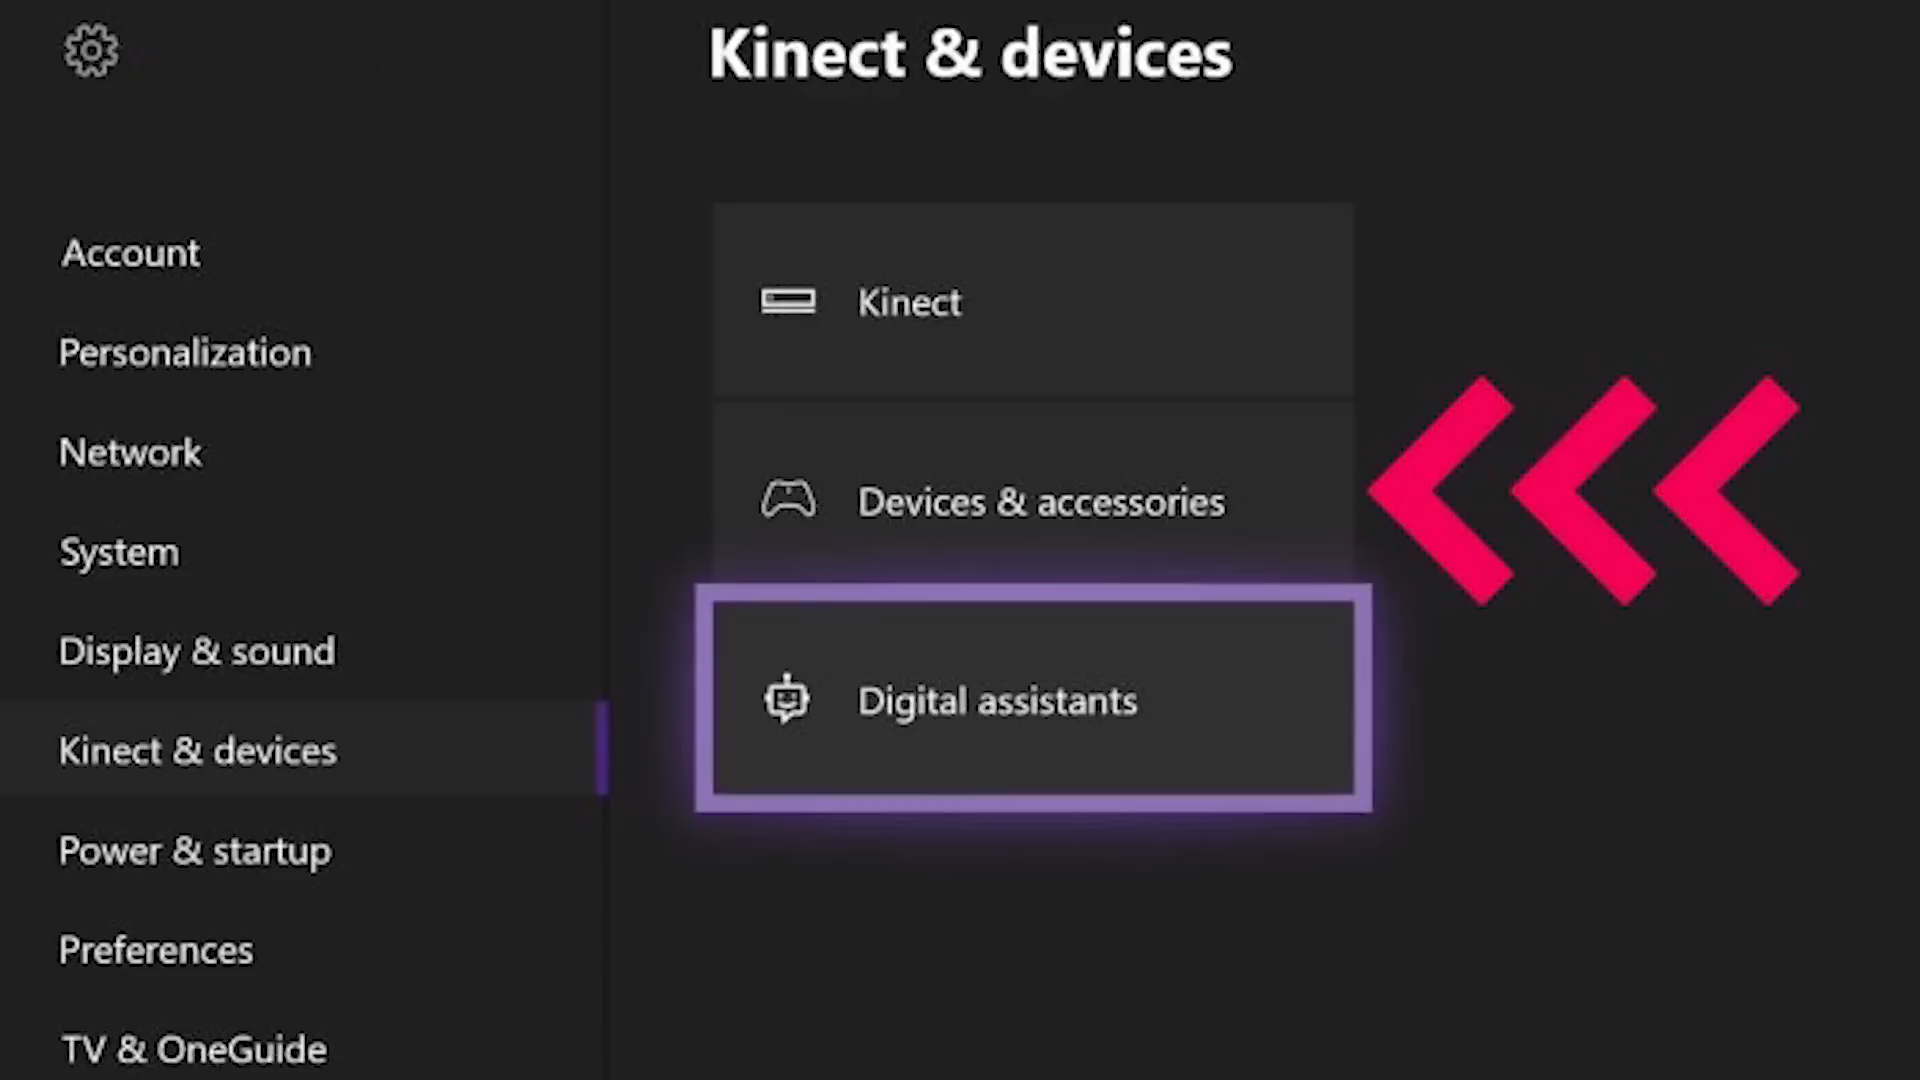 Kinect & devices
Account
Personalization
Network
System
Display & sound
Kinect & devices
Power & startup
Preferences
TV & OneGuide
Kinect
Devices & accessories
Digital assistants